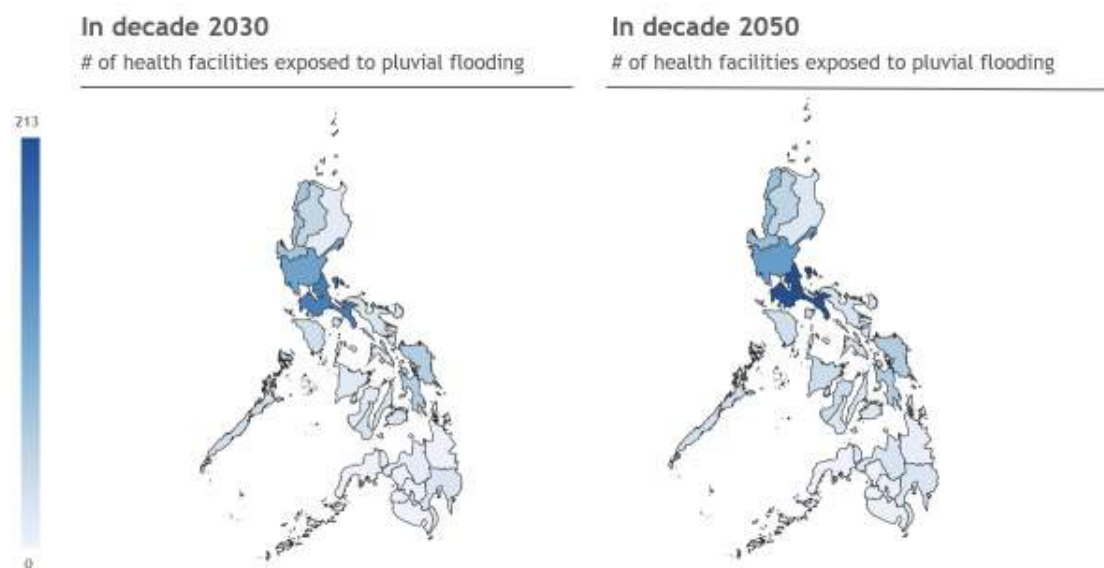 In decade 2030
# of health facilities exposed to pluvial flooding
In decade 2050
# of health facilities exposed to pluvial flooding
213
0